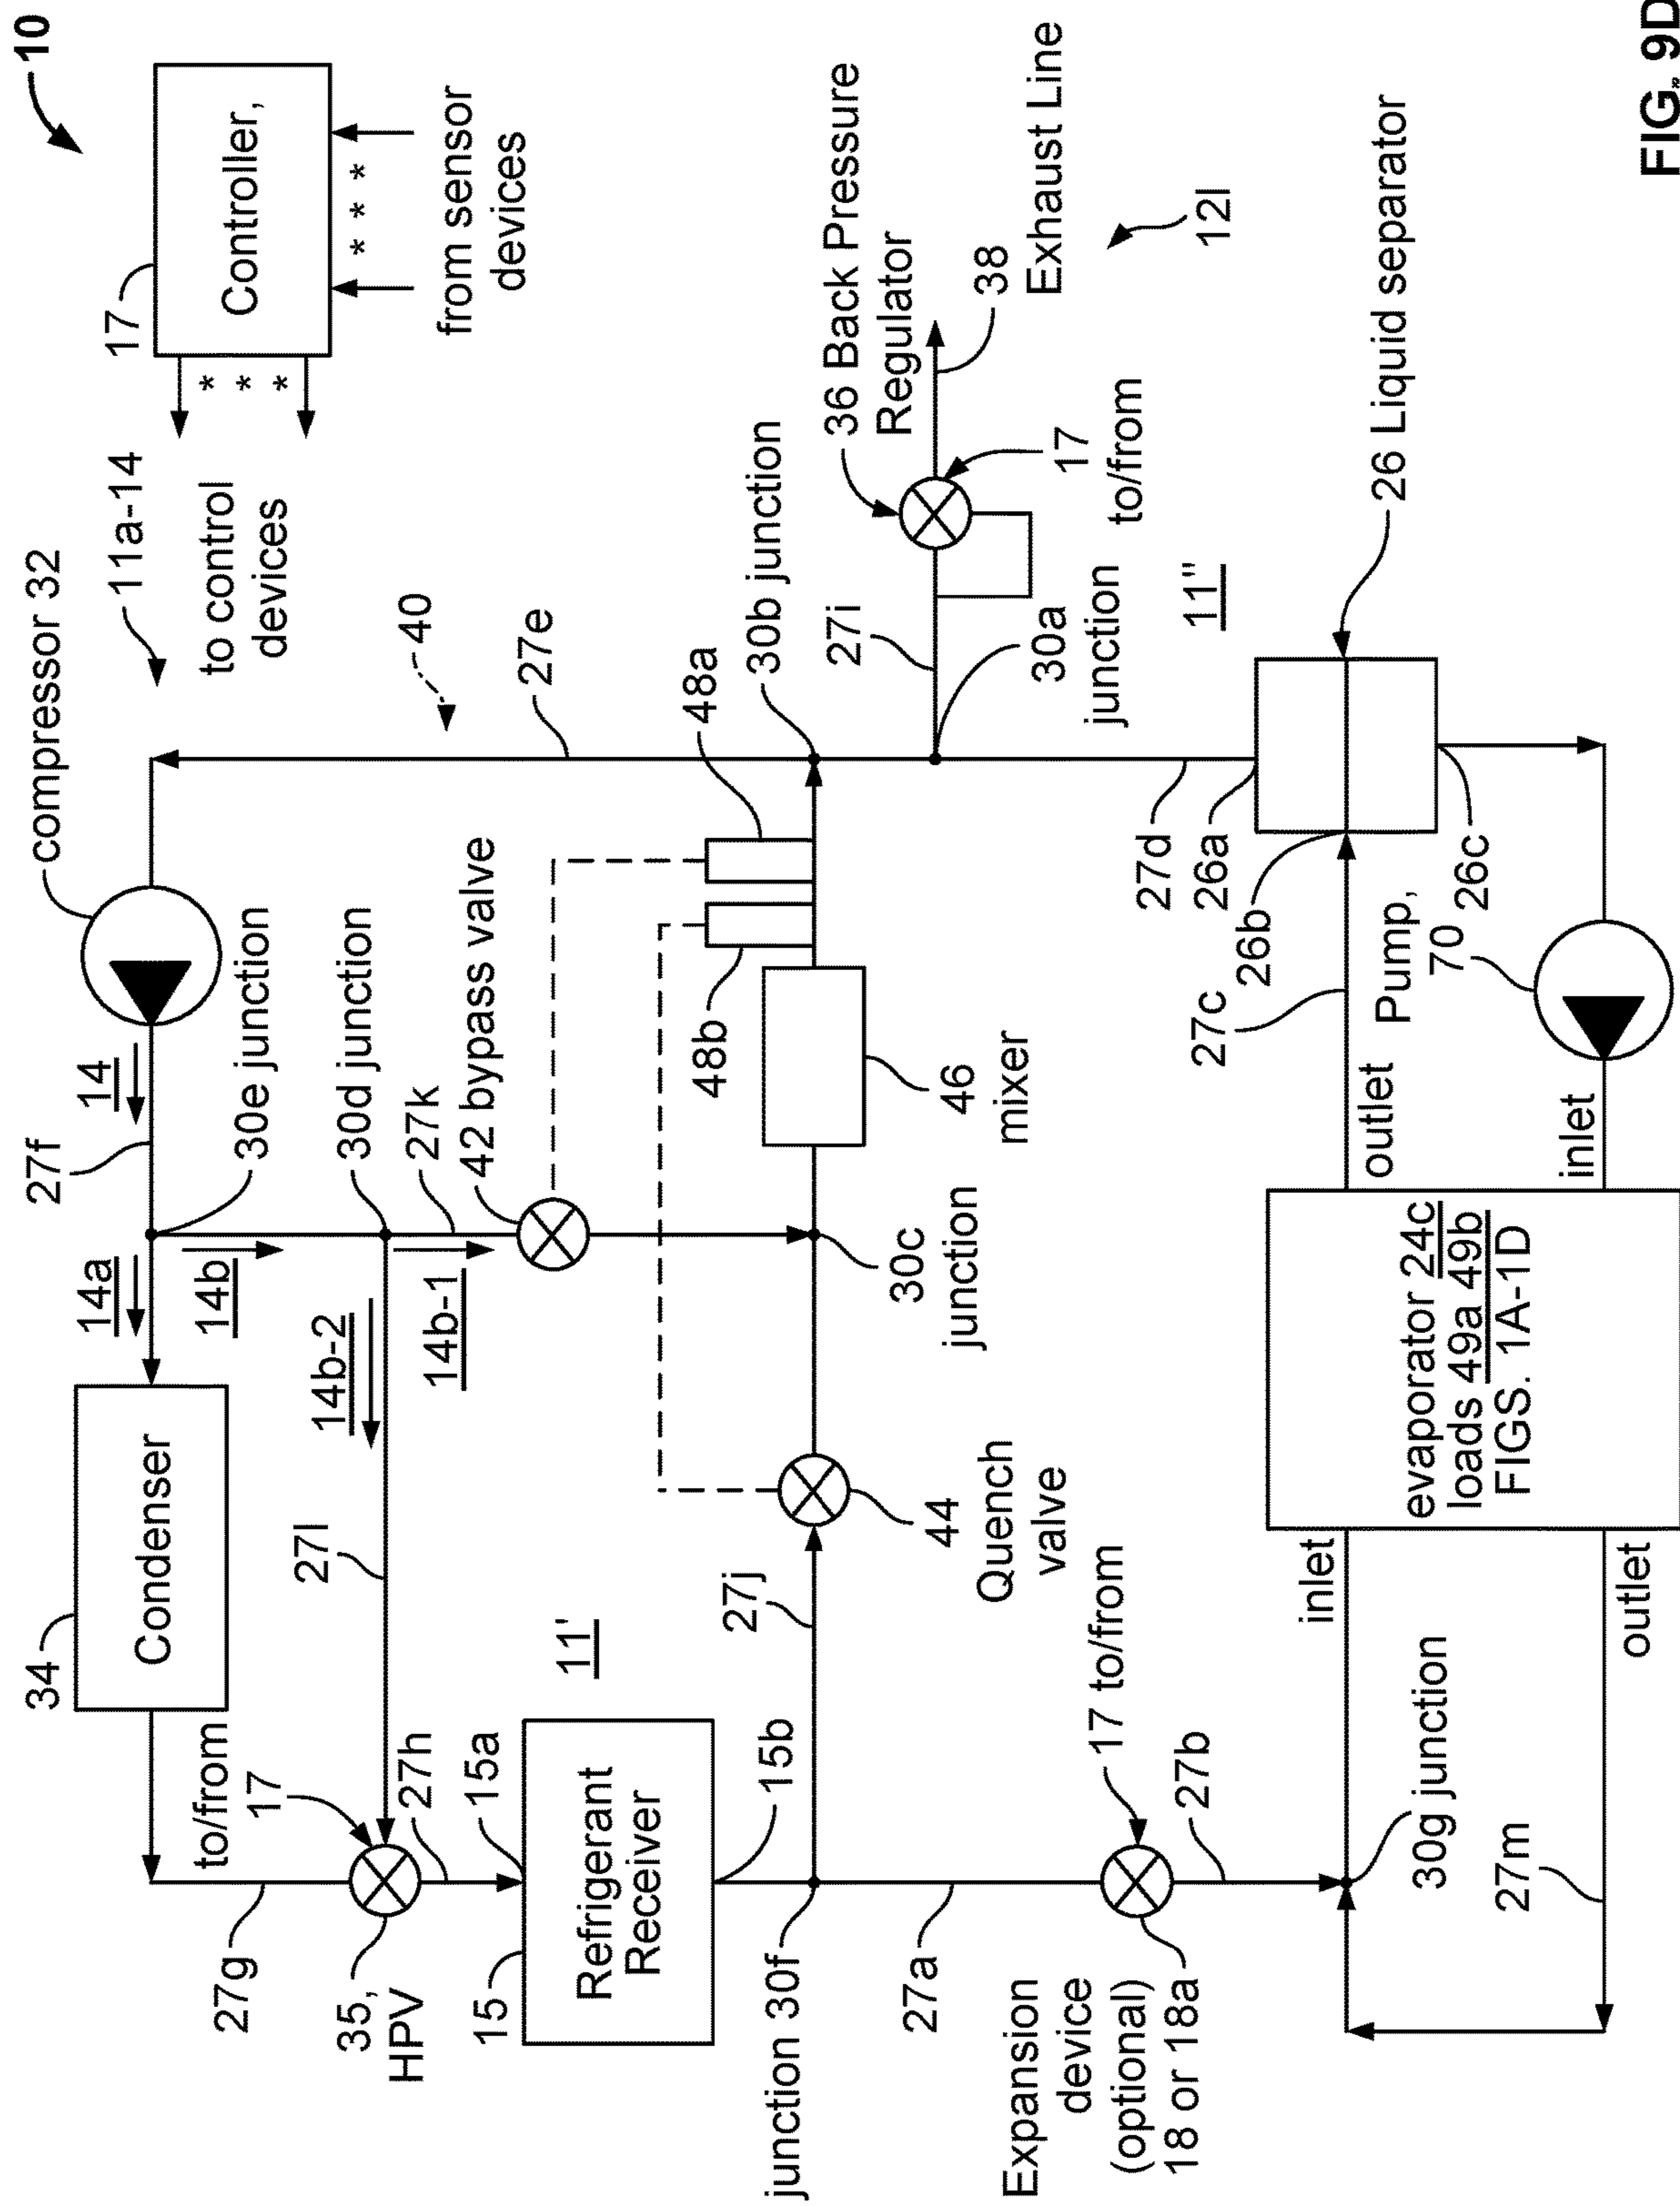 10
17
Controller,
from sensor
devices
* * *
* * *
11a-14
to control
devices
compressor 32
40
27e
14
27f
30e junction
30d junction
27k
42 bypass valve
14a
14b
14b-1
14b-2
34
Condenser
27l
to/from
17
27g
35,
HPV
27h
15a
15
Refrigerant
Receiver
11'
15b
junction 30f
27j
44
Quench
valve
30c
junction
46
mixer
48a
48b
30b junction
27i
30a
junction
36 Back Pressure
Regulator
38
Exhaust Line
17
to/from
12l
11"
26 Liquid separator
27d
26a
26b
26c
27c
Pump,
70
outlet
inlet
evaporator 24c
loads 49a 49b
FIGS. 1A-1D
inlet
outlet
27a
Expansion
device
(optional)
18 or 18a
17 to/from
27b
30g junction
27m
FIG. 9D